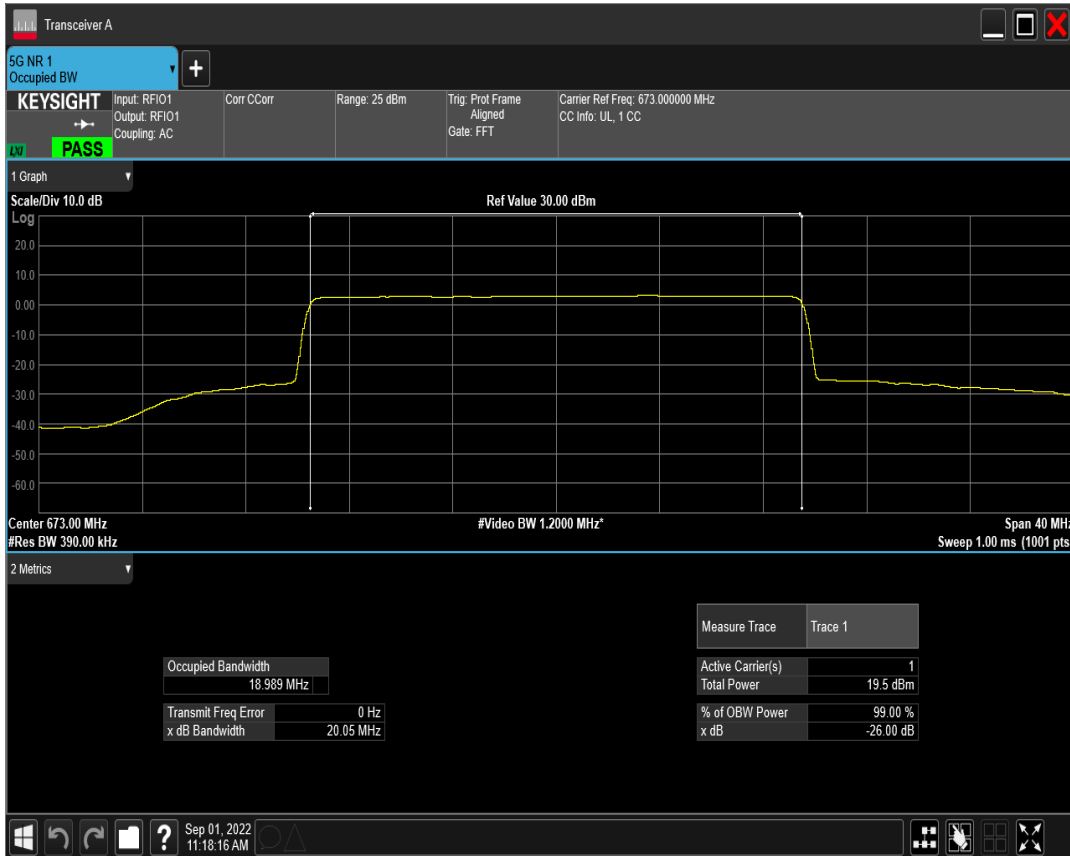 Transceiver A
5G NR 1
Occupied BW
+
KEYSIGHT
LXI
PASS
Input: RFIO1
Output: RFIO1
Coupling: AC
Corr CCorr
Range: 25 dBm
Trig: Prot Frame
Aligned
Gate: FFT
Carrier Ref Freq: 673.000000 MHz
CC Info: UL, 1 CC
1 Graph
Scale/Div 10.0 dB
Ref Value 30.00 dBm
Log
20.0
10.0
0.00
-10.0
-20.0
-30.0
-40.0
-50.0
-60.0
Center 673.00 MHz
#Video BW 1.2000 MHz*
Span 40 MHz
#Res BW 390.00 kHz
Sweep 1.00 ms (1001 pts
2 Metrics
Measure Trace Trace 1
Occupied Bandwidth
18.989 MHz
Active Carrier(s) 1
Total Power 19.5 dBm
Transmit Freq Error 0 Hz
x dB Bandwidth 20.05 MHz
% of OBW Power 99.00 %
x dB -26.00 dB
?
Sep 01, 2022
11:18:16 AM